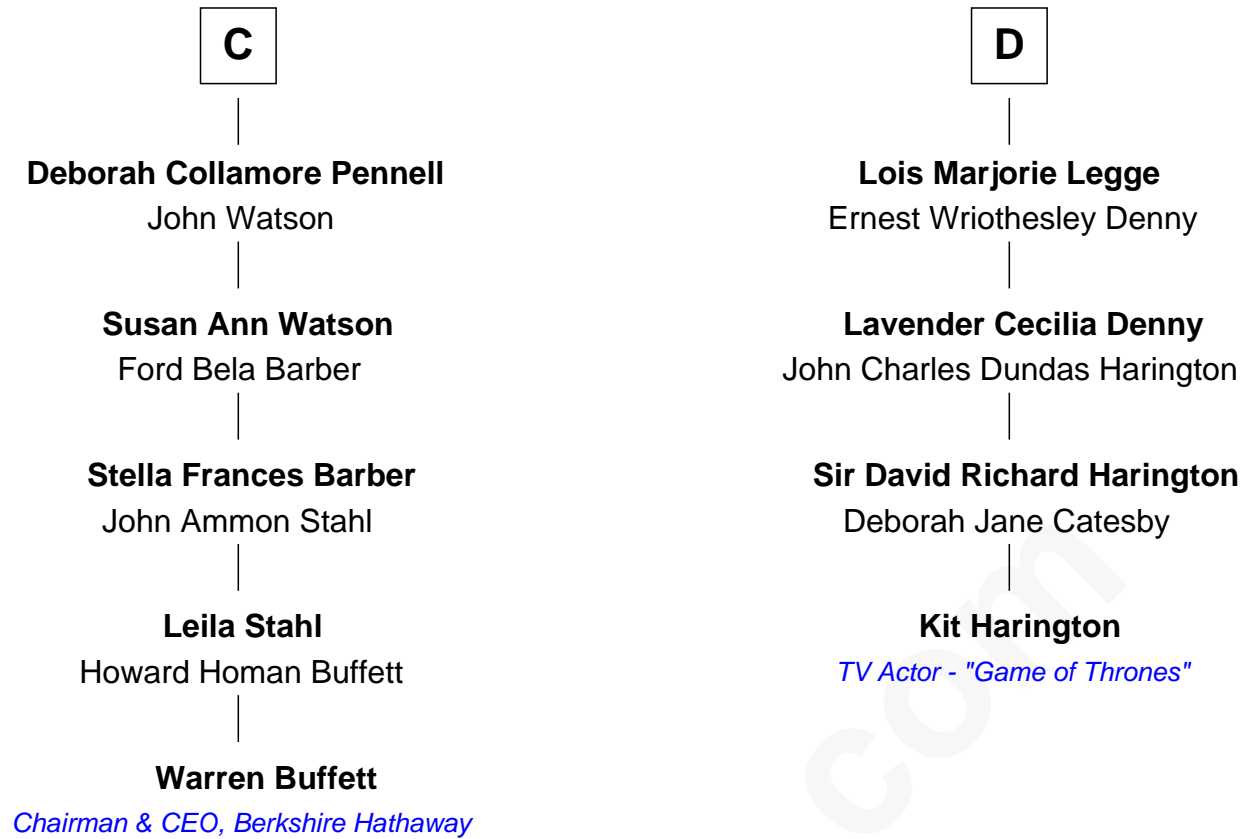 C
Deborah Collamore Pennell
John Watson
Susan Ann Watson
Ford Bela Barber
Stella Frances Barber
John Ammon Stahl
Leila Stahl
Howard Homan Buffett
Warren Buffett
Chairman & CEO, Berkshire Hathaway
D
Lois Marjorie Legge
Ernest Wriothesley Denny
Lavender Cecilia Denny
John Charles Dundas Harington
Sir David Richard Harington
Deborah Jane Catesby
Kit Harington
TV Actor - "Game of Thrones"
com